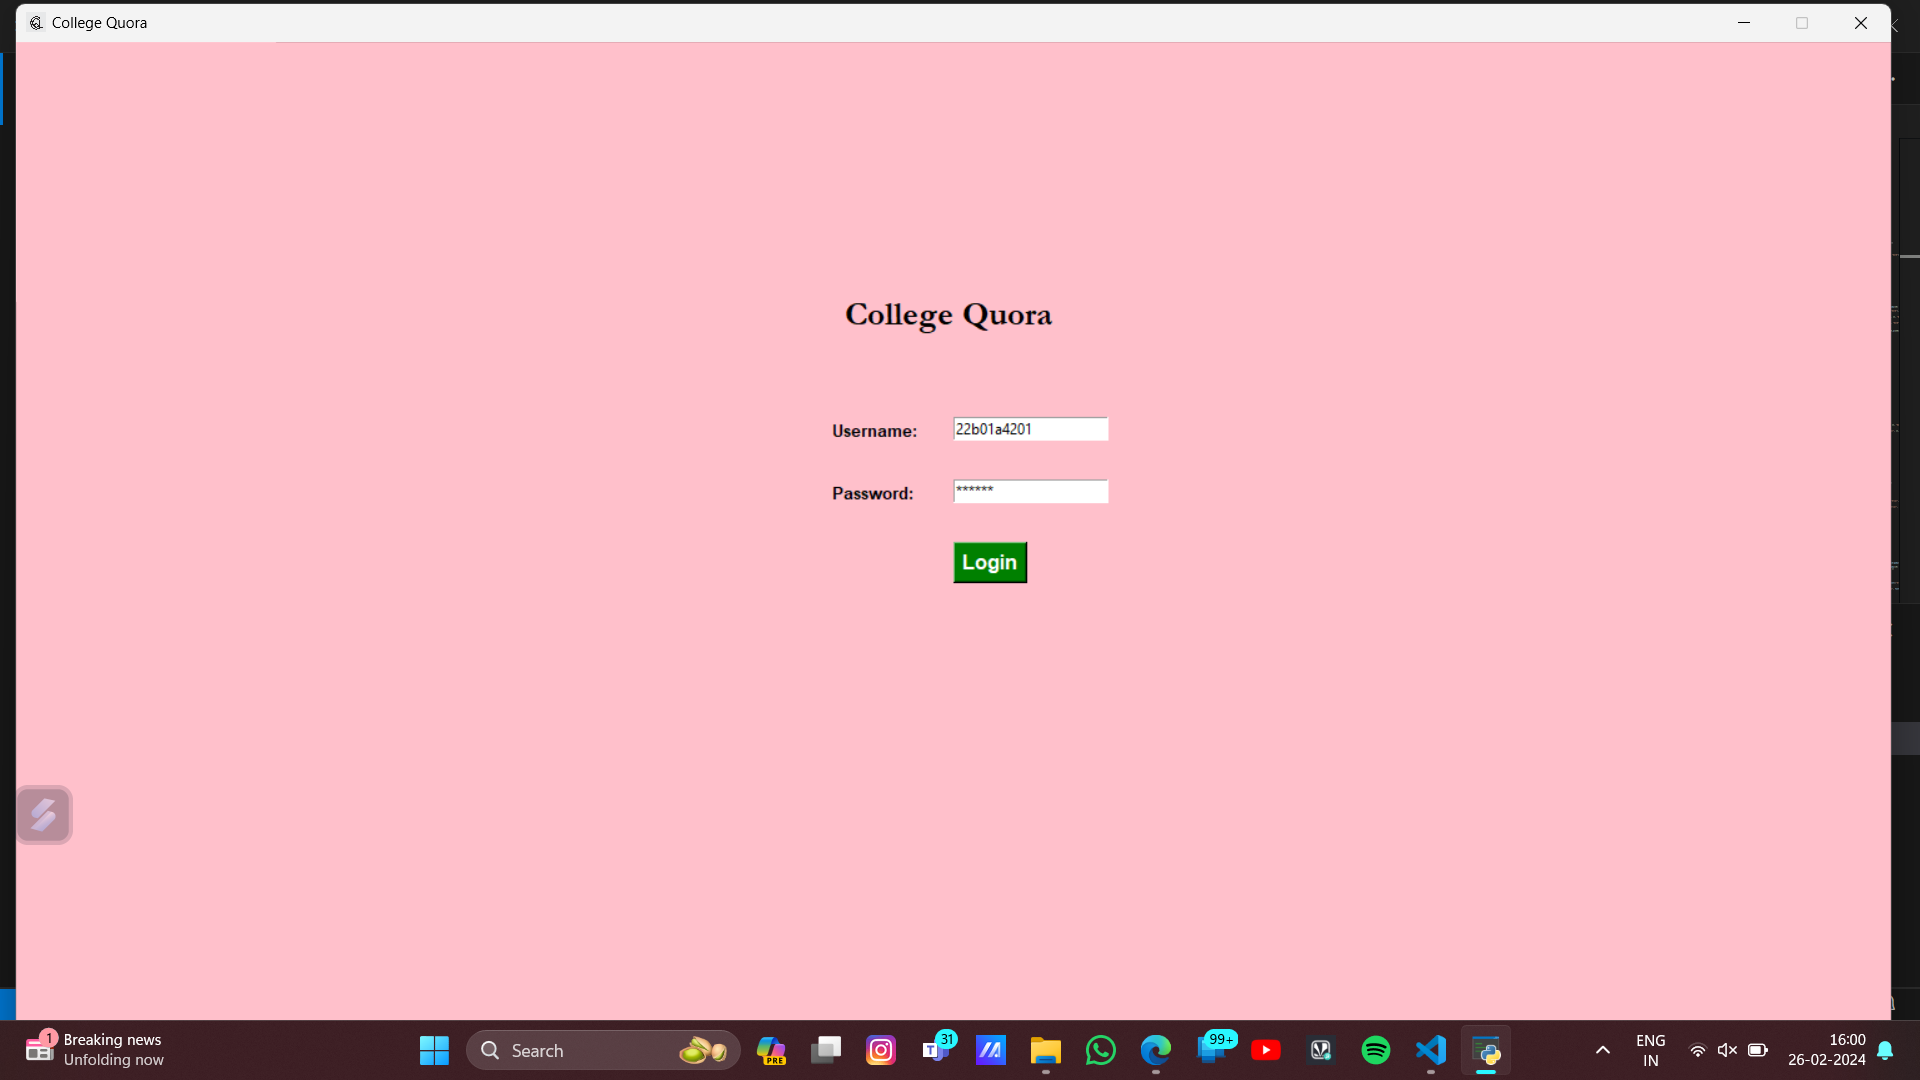 College Quora
College Quora
Username: 22b01a4201
Password: ******
Login
1 Breaking news
Unfolding now
Search
PRE
T 31
99+
ENG
IN
16:00
26-02-2024